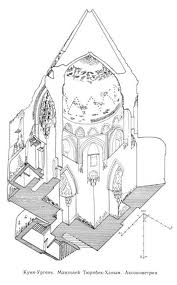 Куня-Ургенч. Мавзолей Тюрабек-Ханым. Аксонометрия